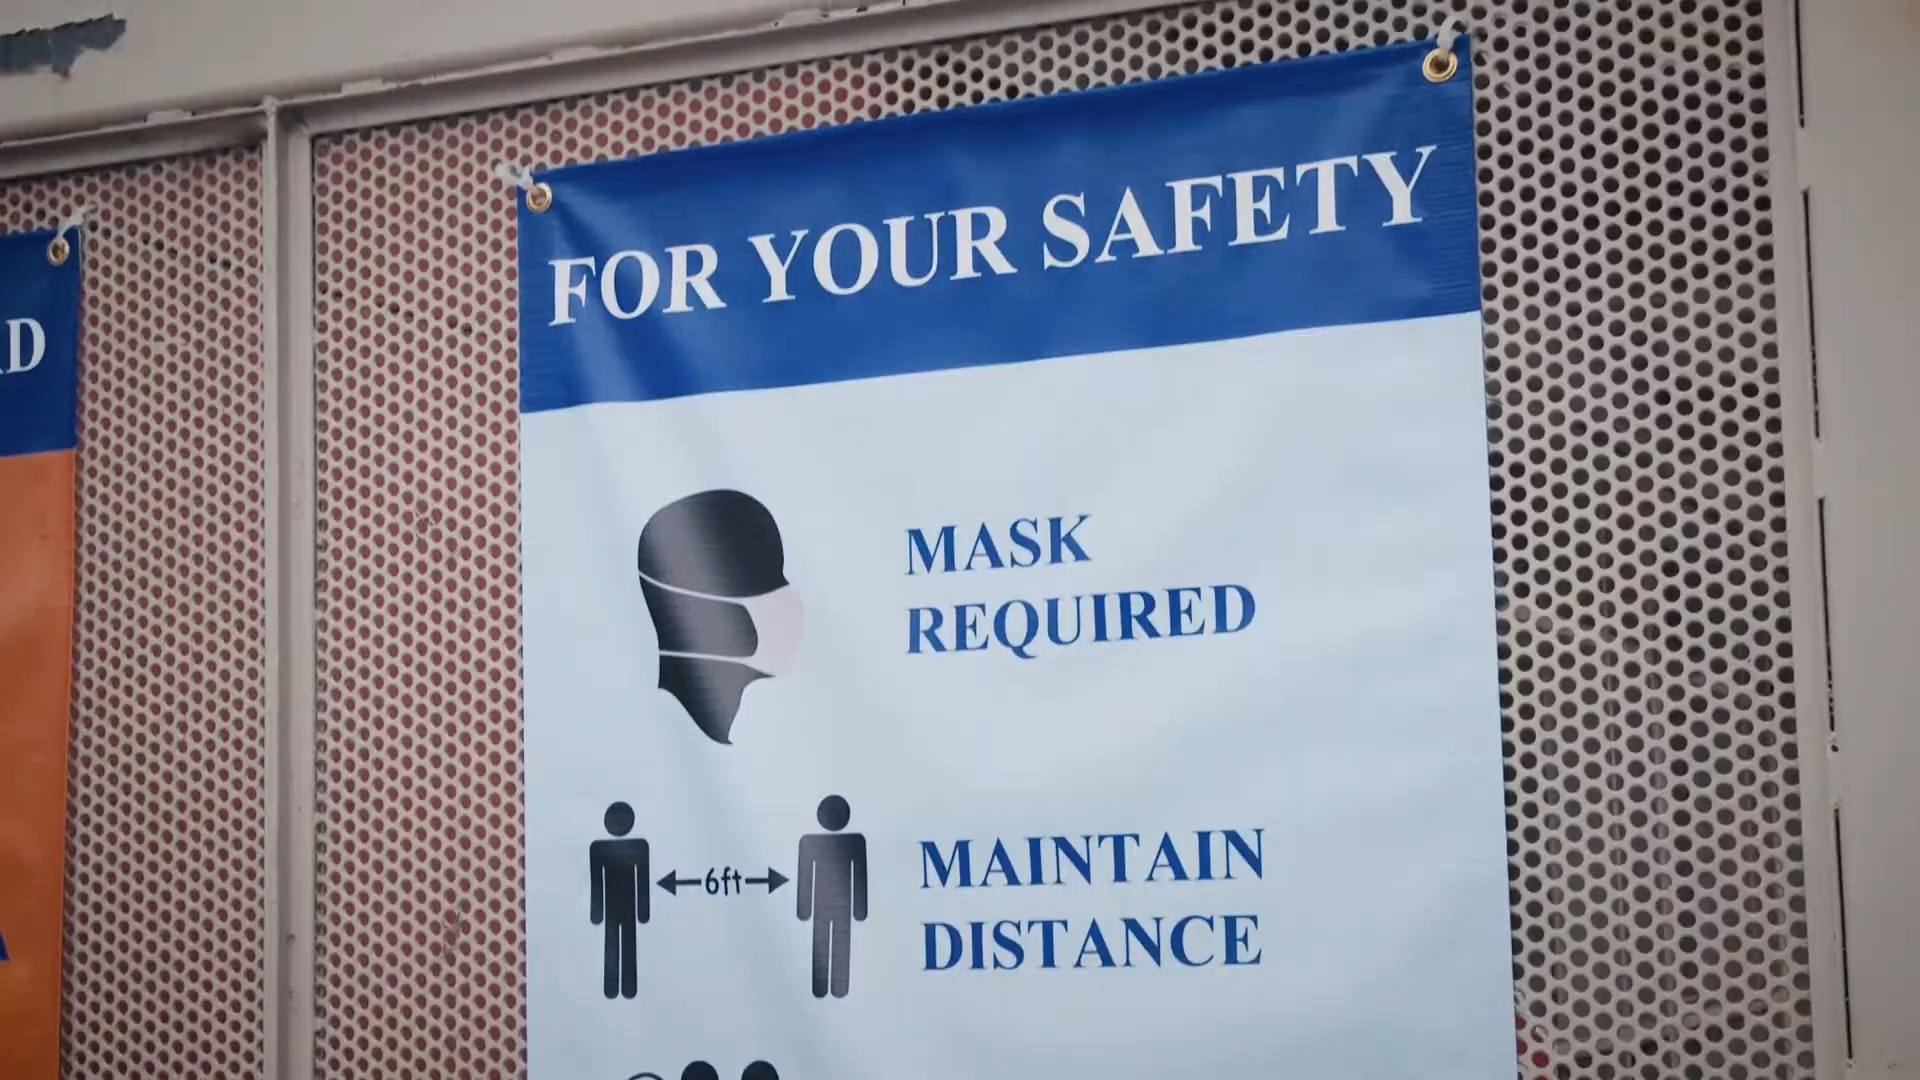 FOR YOUR SAFETY
MASK
REQUIRED
6ft
MAINTAIN
DISTANCE